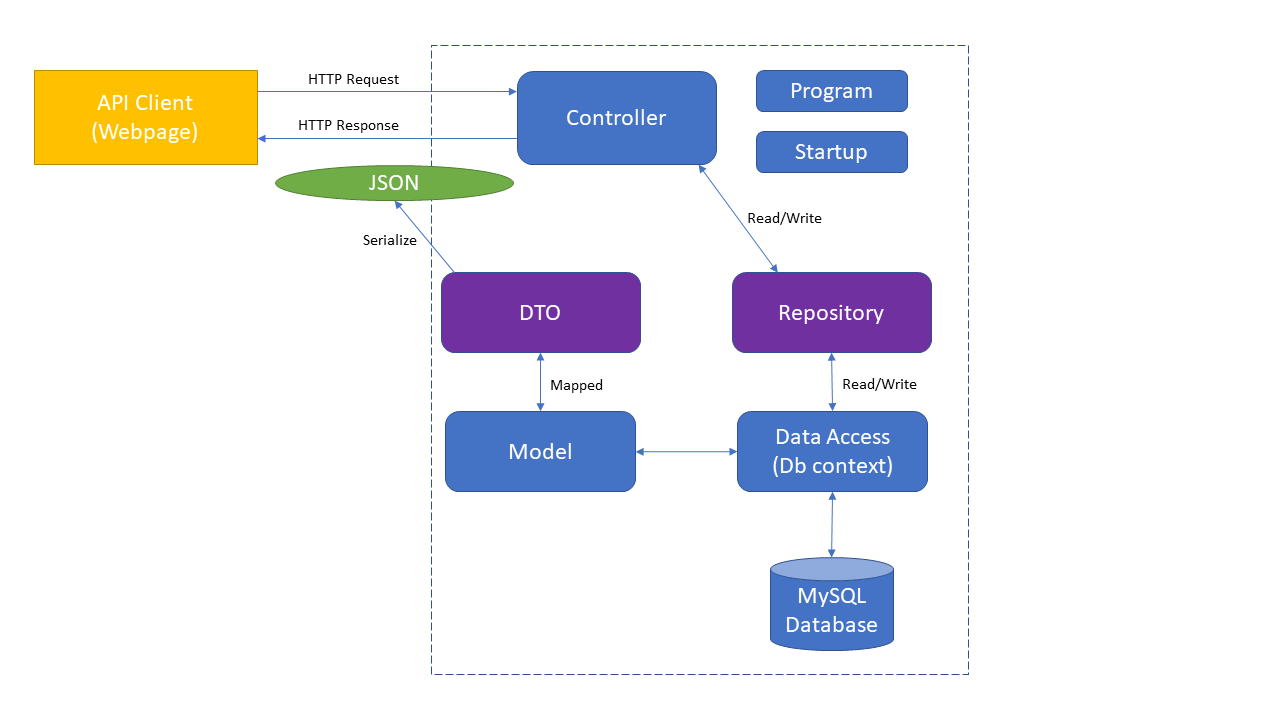 HTTP Request
API Client
(Webpage)
HTTP Response
Controller
Program
Startup
JSON
Serialize
Read/Write
DTO
Repository
Mapped
Read/Write
Model
Data Access
(Db context)
MySQL
Database